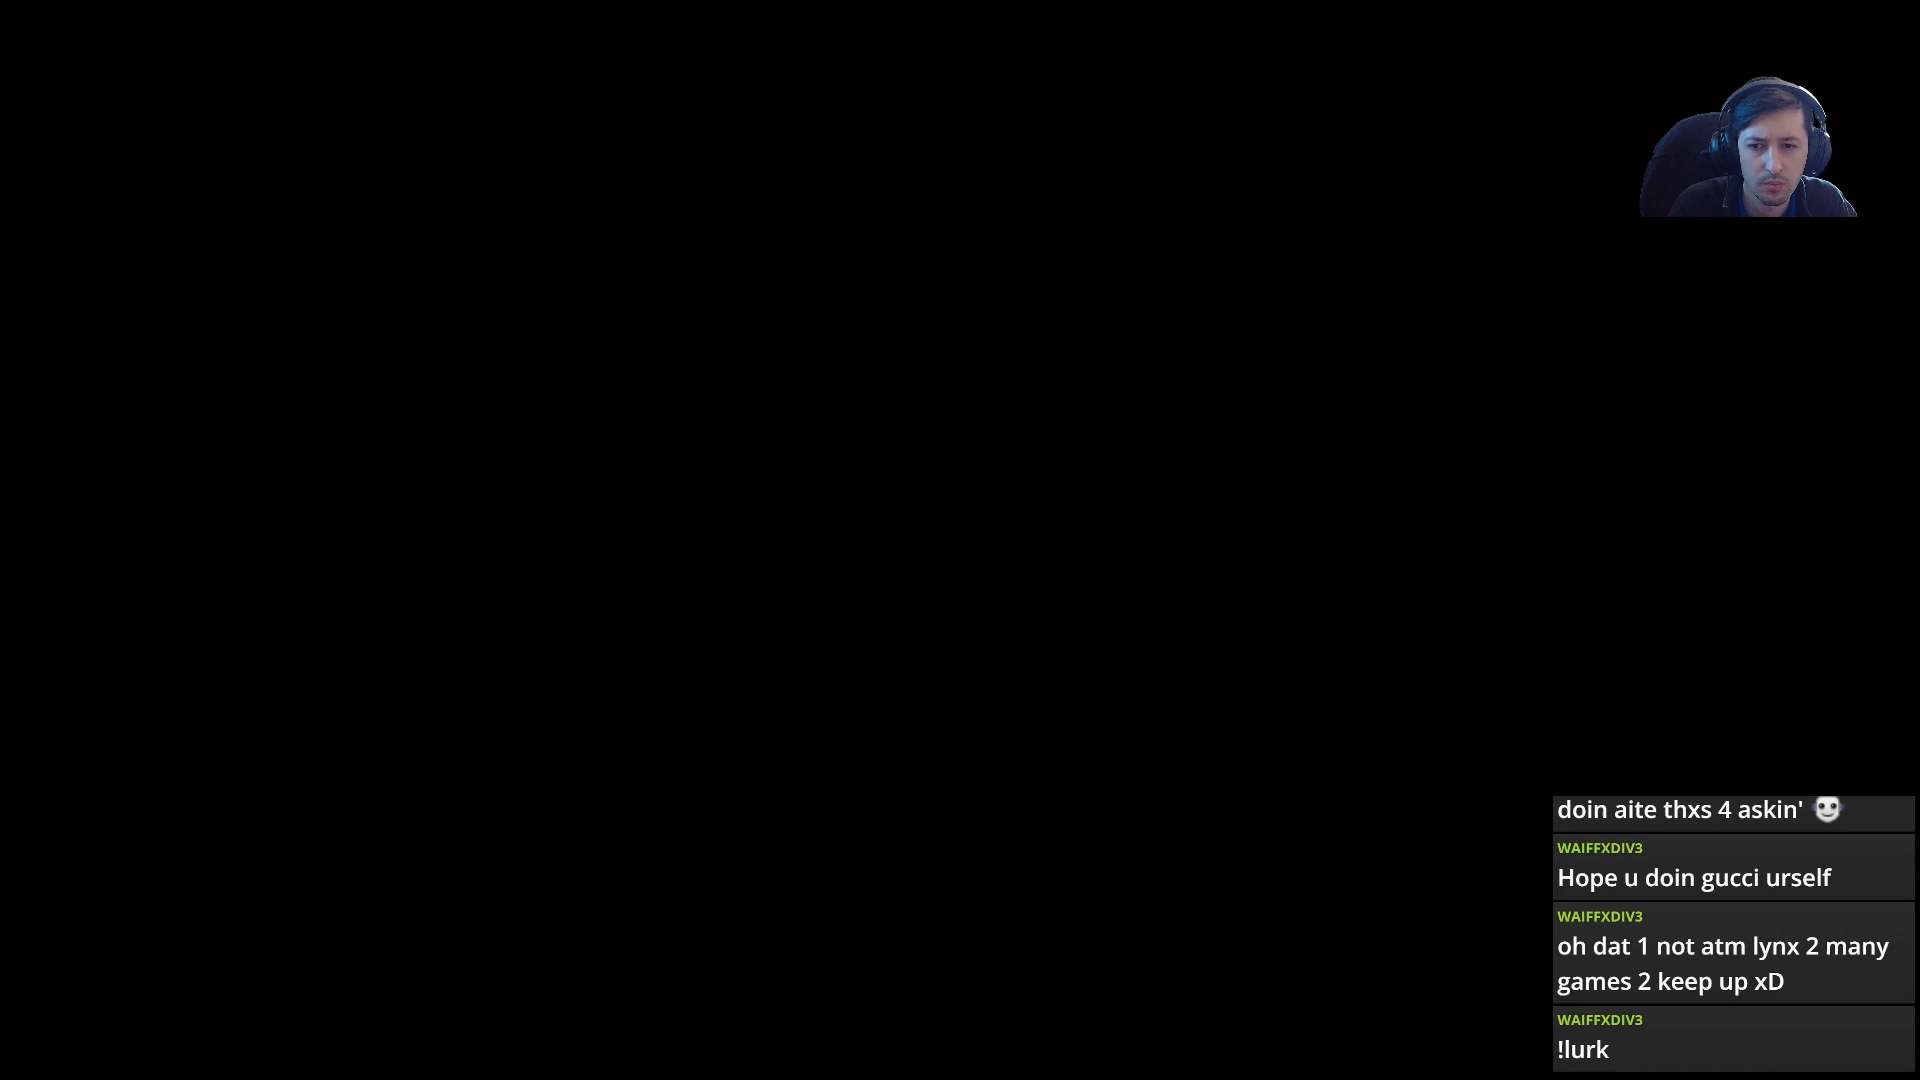 doin aite thxs 4 askin'
WAIFFXDIV3
Hope u doin gucci urself
WAIFFXDIV3
oh dat 1 not atm lynx 2 many
games 2 keep up xD
WAIFFXDIV3
!lurk